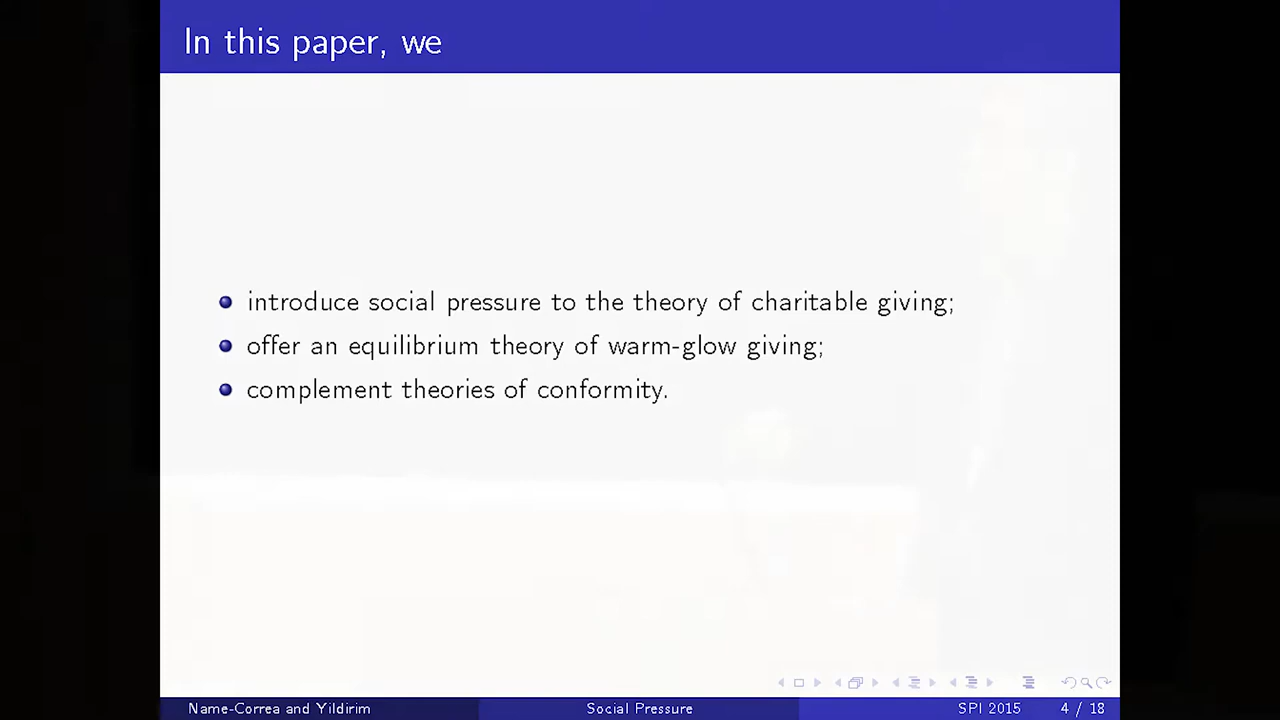 In this paper, we
introduce social pressure to the theory of charitable giving;
offer an equilibrium theory of warm-glow giving;
complement theories of conformity.
Name-Correa and Yildirim Social Pressure SPI 2015 4 / 18